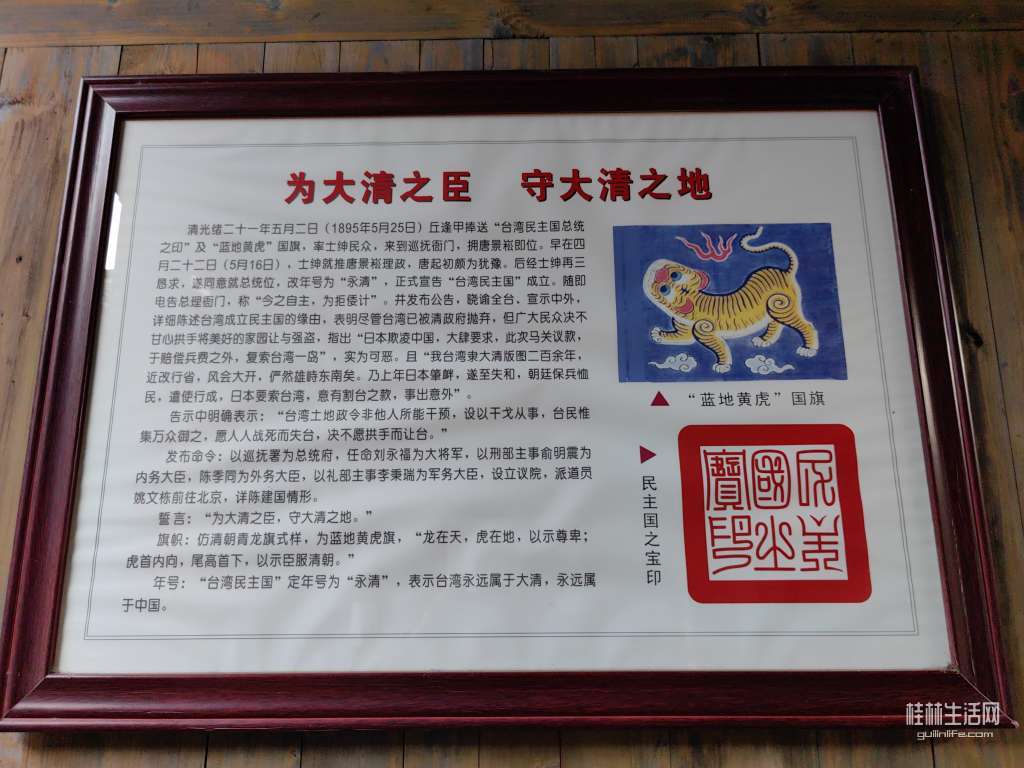 为大清之臣 守大清之地
清光绪二十一年五月二日（1895年5月25日）丘逢甲捧送“台湾民主国总统
之印”及“蓝地黄虎”国旗，率士绅民众，来到巡抚衙门，拥唐景崧即位。早在四
月二十二日（5月16日），士绅就推唐景崧理政，唐起初颇为犹豫。后经士绅再三
恳求，遂同意就总统位，改年号为“永清”，正式宣告“台湾民主国”成立。随即
电告总理衙门，称“今之自主，为拒倭计”。并发布公告，晓谕全台、宣示中外，
详细陈述台湾成立民主国的缘由，表明尽管台湾已被清政府抛弃，但广大民众决不
甘心拱手将美好的家园让与强盗，指出“日本欺凌中国，大肆要求，此次马关议款，
于赔偿兵费之外，复索台湾一岛”，实为可恶。且“我台湾隶大清版图二百余年，
近改行省，风会大开，俨然雄峙东南矣。乃上年日本肇衅，遂至失和，朝廷保兵恤
民，遣使行成，日本要索台湾，意有割台之款，事出意外”。
告示中明确表示：“台湾土地政令非他人所能干预，设以干戈从事，台民惟
集万众御之，愿人人战死而失台，决不愿拱手而让台。”
发布命令：以巡抚署为总统府，任命刘永福为大将军，以刑部主事俞明震为
内务大臣，陈季同为外务大臣，以礼部主事李秉瑞为军务大臣，设立议院，派道员
姚文栋前往北京，详陈建国情形。
誓言：“为大清之臣，守大清之地。”
旗帜：仿清朝青龙旗式样，为蓝地黄虎旗，“龙在天，虎在地，以示尊卑；
虎首内向，尾高首下，以示臣服清朝。”
年号：“台湾民主国”定年号为“永清”，表示台湾永远属于大清，永远属
于中国。
▲ “蓝地黄虎”国旗
民主国之宝印
民主
國之
寶印
桂林生活网
guilinlife.com